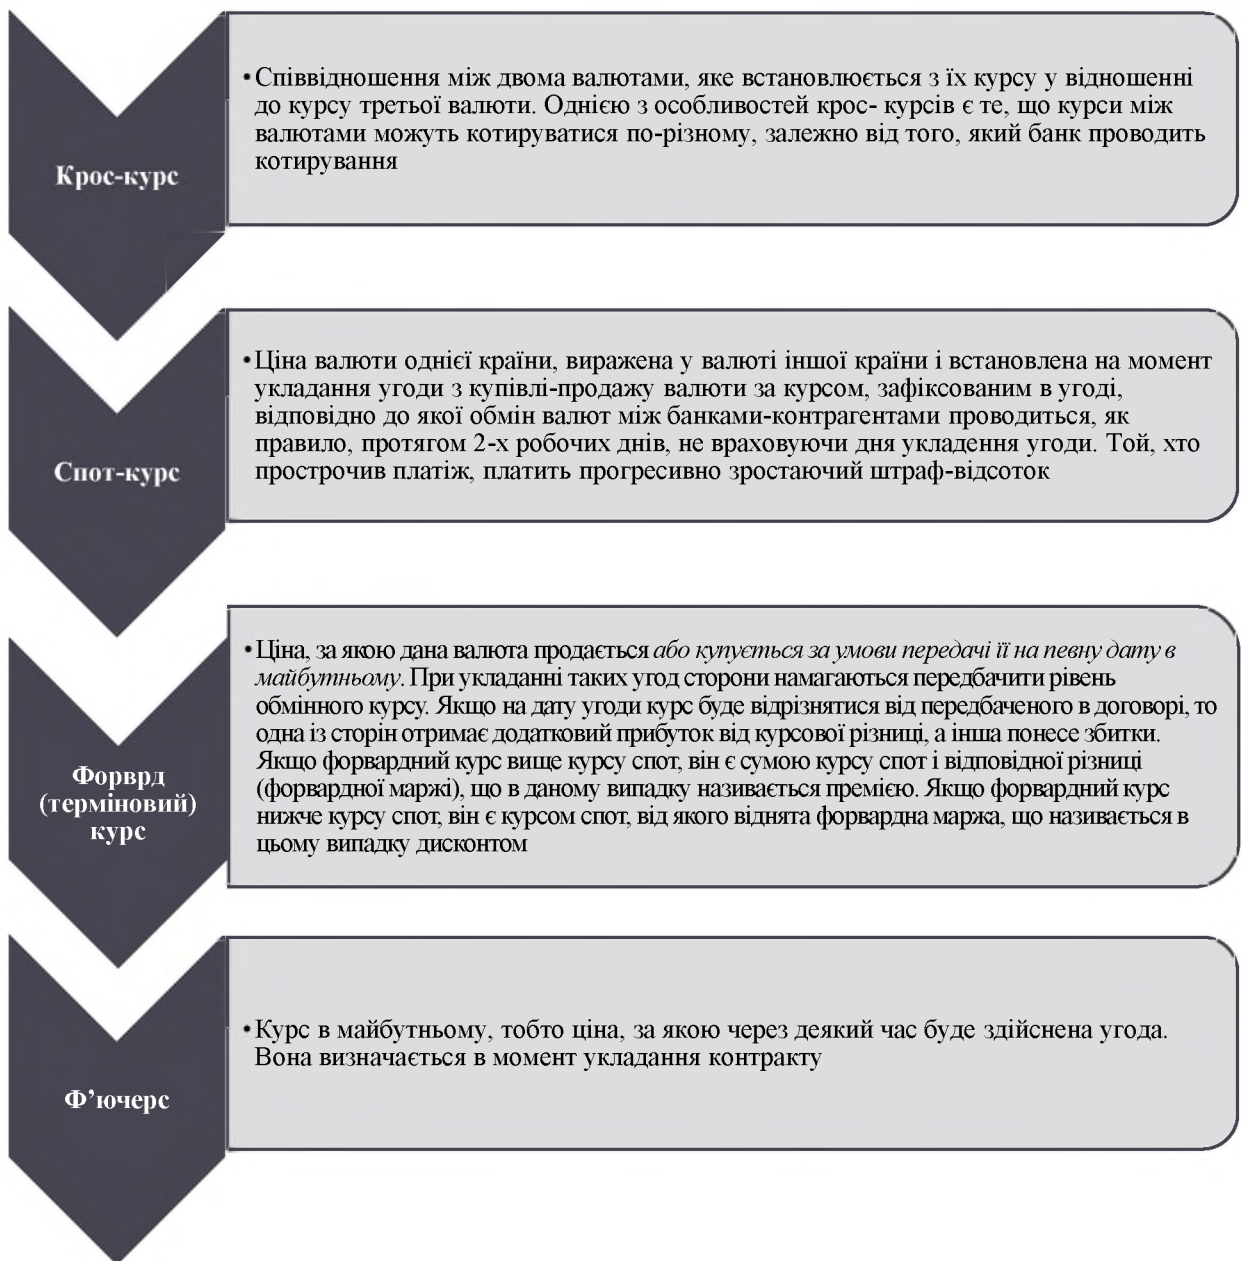 Крос-курс
•Співвідношення між двома валютами, яке встановлюється з їх курсу у відношенні
до курсу третьої валюти. Однією з особливостей крос- курсів є те, що курси між
валютами можуть котируватися по-різному, залежно від того, який банк проводить
котирування
Спот-курс
•Ціна валюти однієї країни, виражена у валюті іншої країни і встановлена на момент
укладання угоди з купівлі-продажу валюти за курсом, зафіксованим в угоді,
відповідно до якої обмін валют між банками-контрагентами проводиться, як
правило, протягом 2-х робочих днів, не враховуючи дня укладення угоди. Той, хто
прострочив платіж, платить прогресивно зростаючий штраф-відсоток
Форврд
(терміновий)
курс
•Ціна, за якою дана валюта продається або купується за умови передачі її на певну дату в
майбутньому. При укладанні таких угод сторони намагаються передбачити рівень
обмінного курсу. Якщо на дату угоди курс буде відрізнятися від передбаченого в договорі, то
одна із сторін отримає додатковий прибуток від курсової різниці, а інша понесе збитки.
Якщо форвардний курс вище курсу спот, він є сумою курсу спот і відповідної різниці
(форвардної маржі), що в даному випадку називається премією. Якщо форвардний курс
нижче курсу спот, він є курсом спот, від якого віднята форвардна маржа, що називається в
цьому випадку дисконтом
Ф’ючерс
•Курс в майбутньому, тобто ціна, за якою через деякий час буде здійснена угода.
Вона визначається в момент укладання контракту